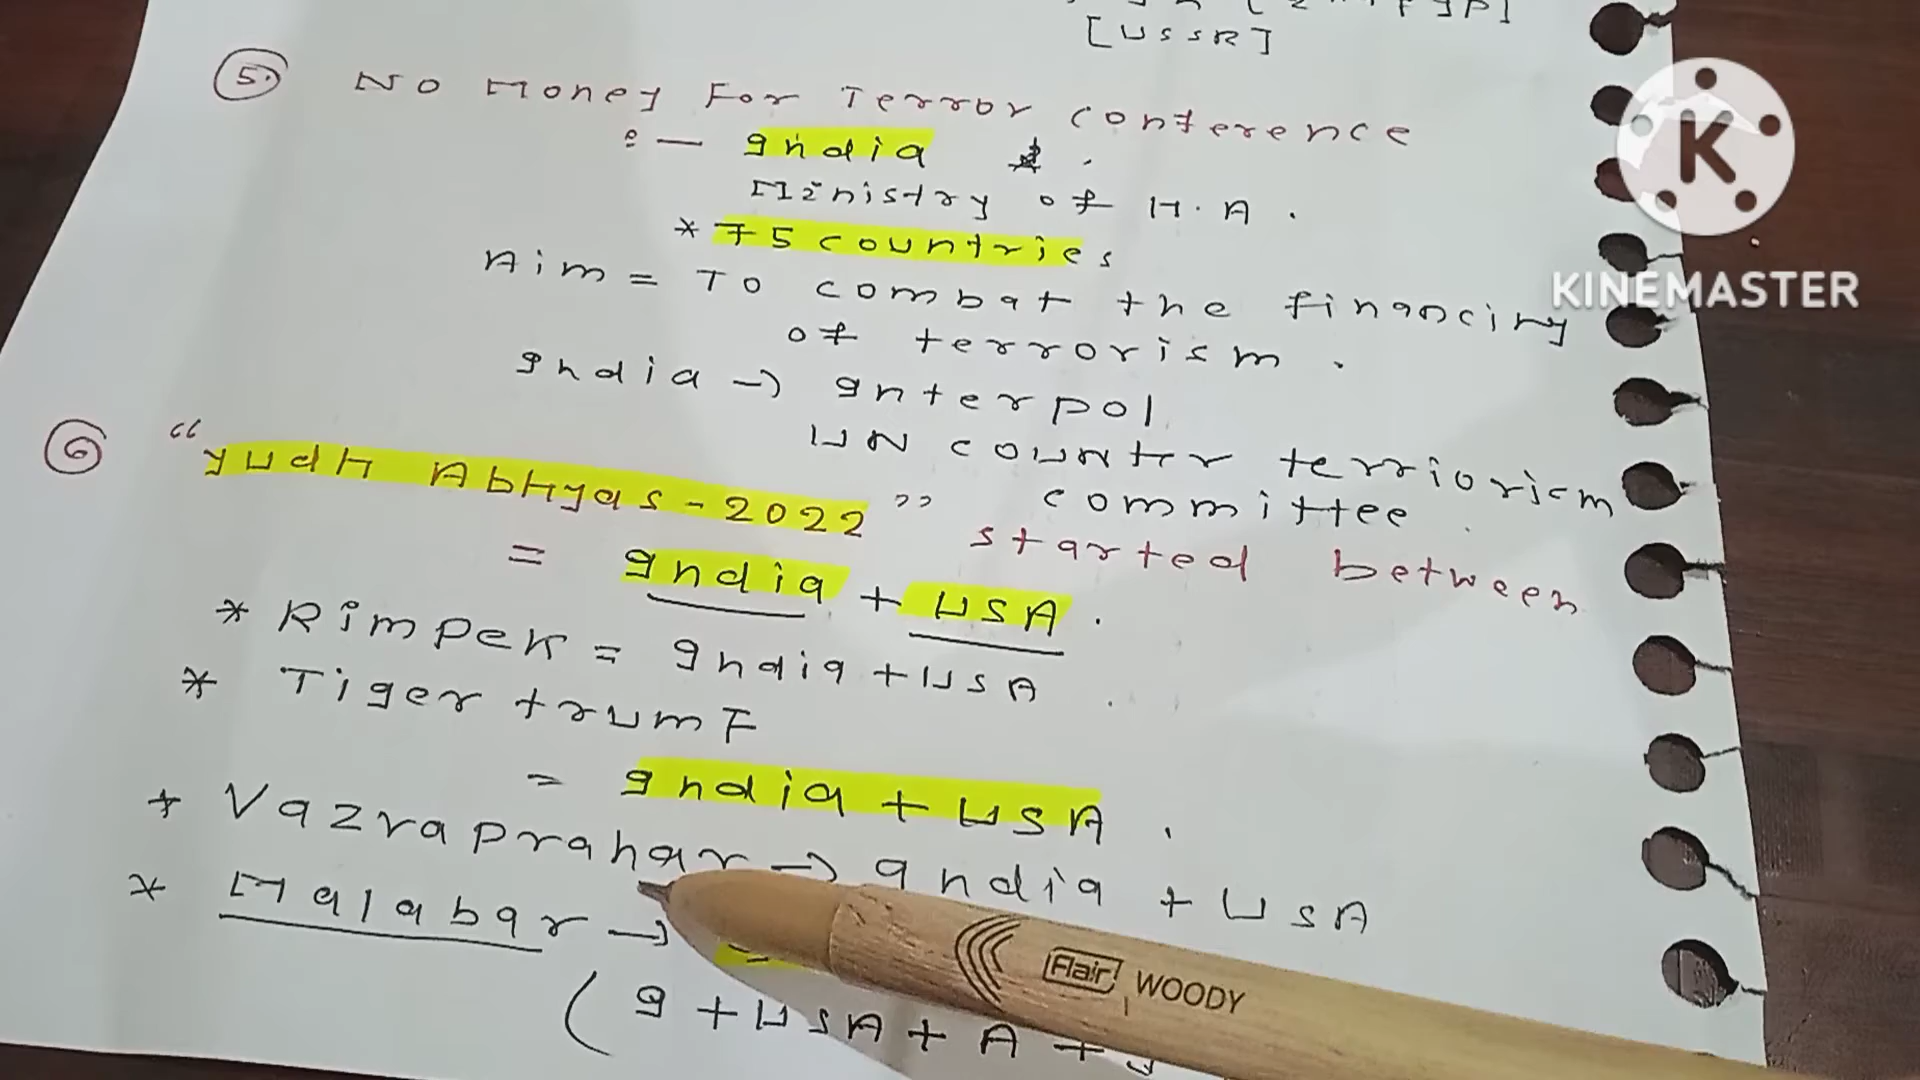 [USSR]
5. No Money For Terror conference
:- India
Ministry of H.A.
* 75 countries
Aim = To combat the financing
of terrorism.
India → Interpol
UN counter terriorism
committee.
6 "Yudh Abhyas-2022" started between
= India + USA.
* Rimpek = India + USA
* Tiger trumf
= India + USA.
* Vazraprahar → India + USA
* Malabar →
(I + USA + A +
K
KINEMASTER
Flair WOODY